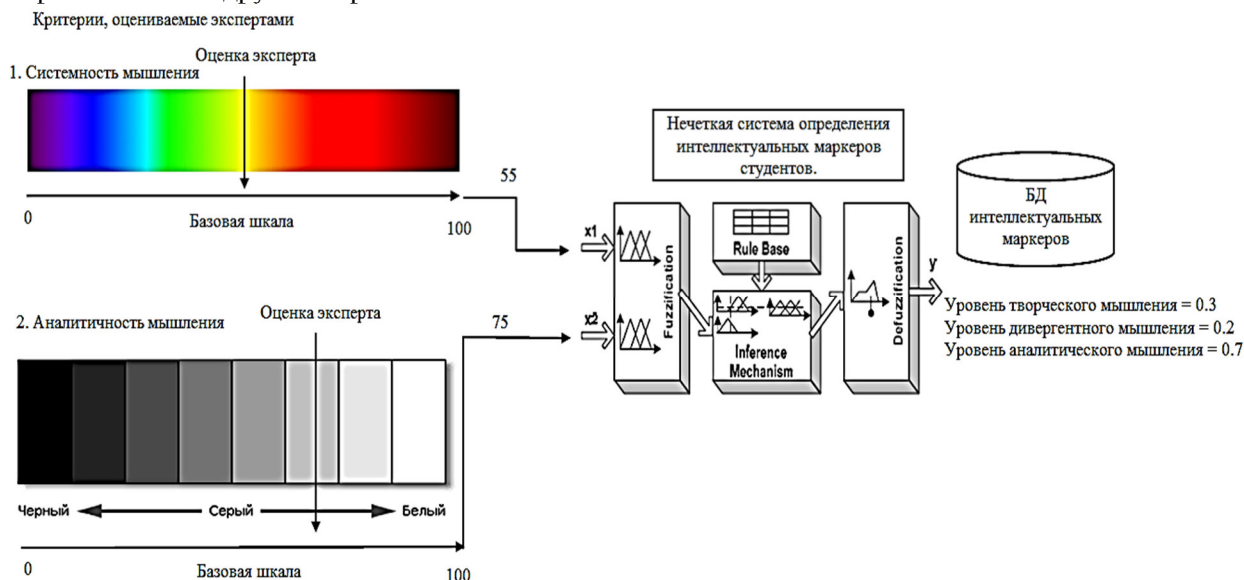 Критерии, оцениваемые экспертами
Оценка эксперта
1. Системность мышления
0
Базовая шкала
100
55
2. Аналитичность мышления
Оценка эксперта
75
Черный
Серый
Белый
0
Базовая шкала
100
Нечеткая система определения
интеллектуальных маркеров
студентов.
x1
x2
Fuzzification
Rule Base
Inference
Mechanism
Defuzzification
y
БД
интеллектуальных
маркеров
Уровень творческого мышления = 0.3
Уровень дивергентного мышления = 0.2
Уровень аналитического мышления = 0.7